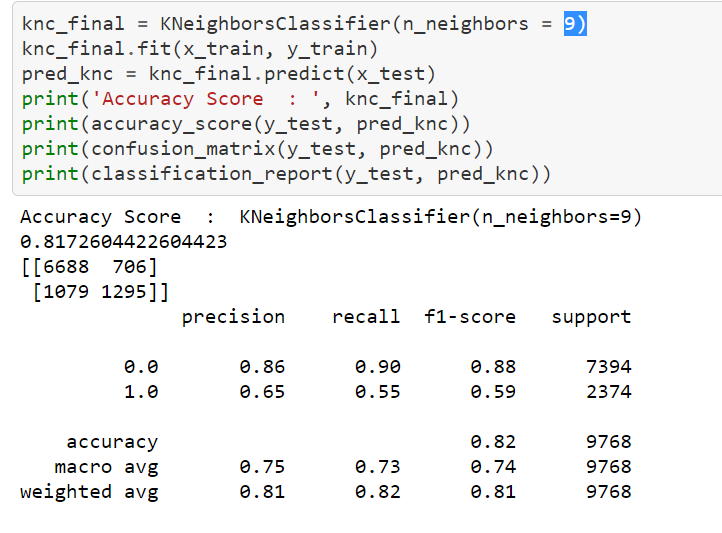 knc_final = KNeighborsClassifier(n_neighbors = 9)
knc_final.fit(x_train, y_train)
pred_knc = knc_final.predict(x_test)
print('Accuracy Score  : ', knc_final)
print(accuracy_score(y_test, pred_knc))
print(confusion_matrix(y_test, pred_knc))
print(classification_report(y_test, pred_knc))
Accuracy Score  :  KNeighborsClassifier(n_neighbors=9)
0.8172604422604423
[[6688  706]
 [1079 1295]]
              precision    recall  f1-score   support
         0.0       0.86      0.90      0.88      7394
         1.0       0.65      0.55      0.59      2374
    accuracy                           0.82      9768
   macro avg       0.75      0.73      0.74      9768
weighted avg       0.81      0.82      0.81      9768